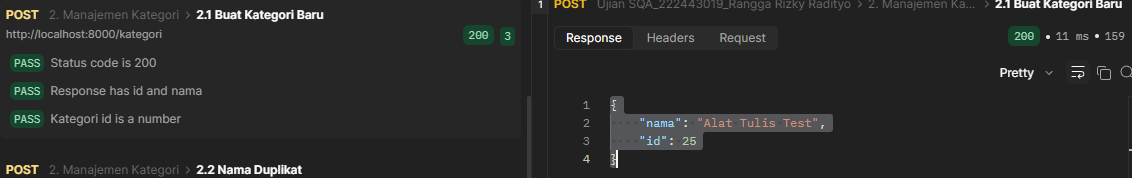 POST 2. Manajemen Kategori > 2.1 Buat Kategori Baru
http://localhost:8000/kategori 200 3
PASS Status code is 200
PASS Response has id and nama
PASS Kategori id is a number
POST 2. Manajemen Kategori > 2.2 Nama Duplikat
1 POST Ujian SQA_222443019_Rangga Rizky Radityo > 2. Manajemen Ka... > 2.1 Buat Kategori Baru
Response Headers Request 200 • 11 ms • 159
Pretty
1 {
2 "nama": "Alat Tulis Test",
3 "id": 25
4 }